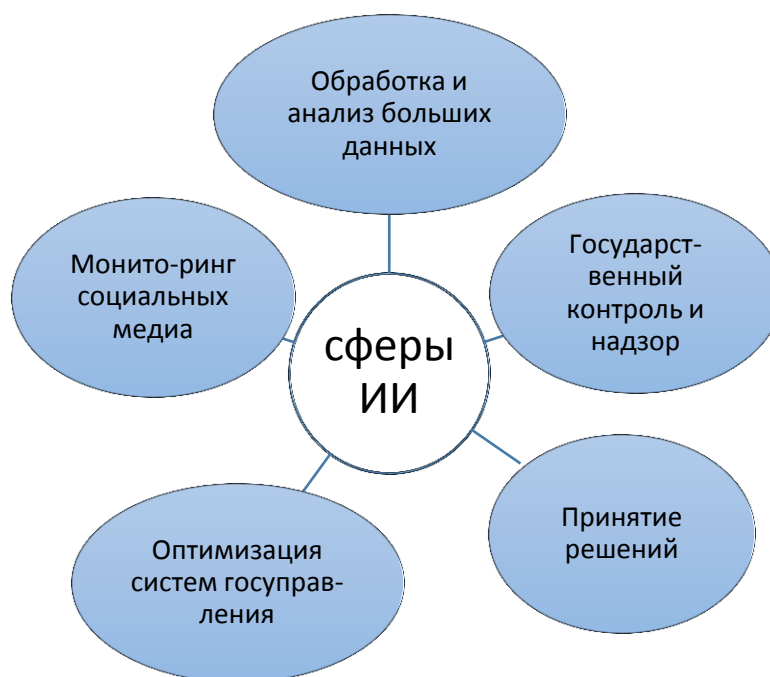 Обработка и
анализ больших
данных
Государст-
венный
контроль и
надзор
Принятие
решений
Оптимизация
систем госуправ-
ления
Монито-ринг
социальных
медиа
сферы
ИИ